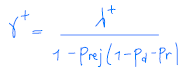 γ⁺ = λ⁺ / (1 - Prej (1 - Pd - Pr))